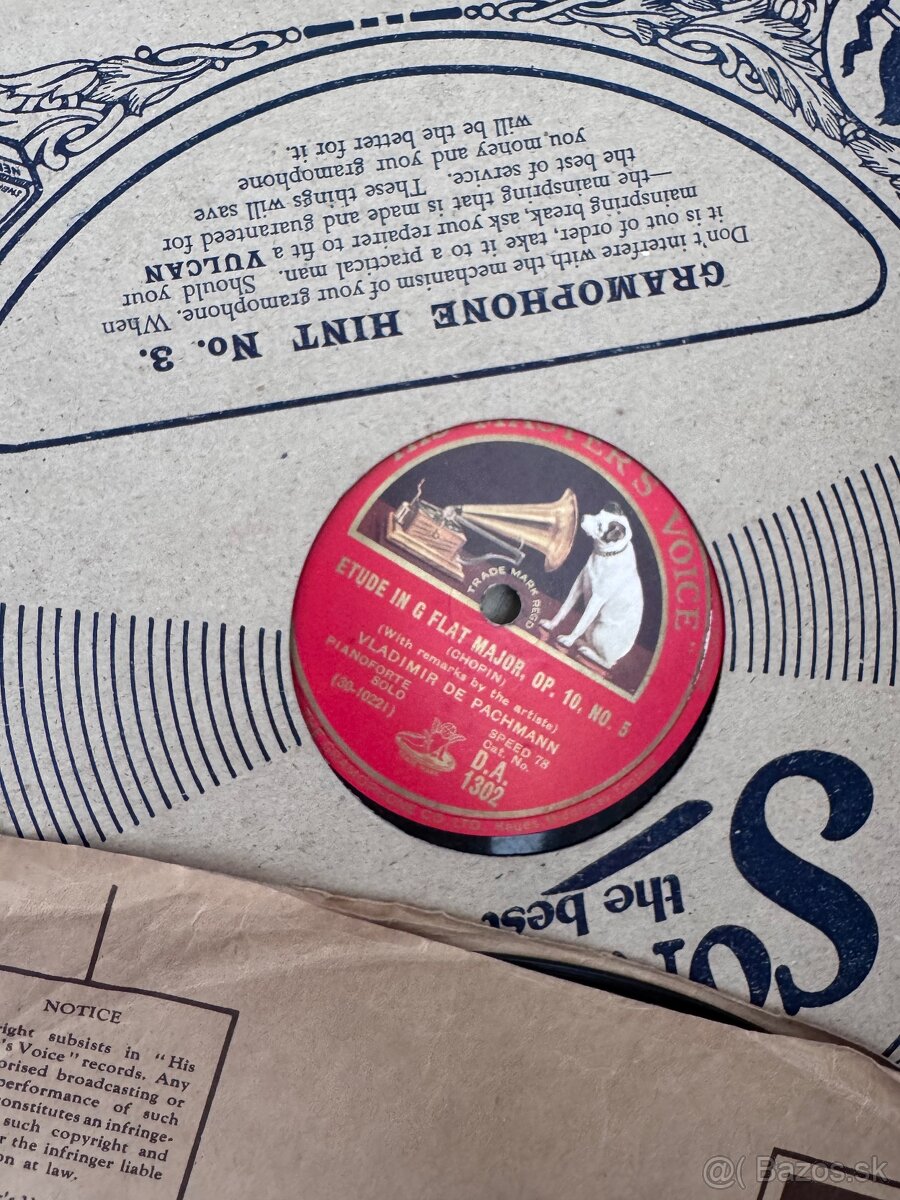 GRAMOPHONE HINT No. 3.
Don't interfere with the mechanism of your gramophone. When
it is out of order, take it to a practical man. Should your
mainspring break, ask your repairer to fit a VULCAN
—the mainspring that is made and guaranteed for
the best of service. These things will save
you money and your gramophone
will be the better for it.
HIS MASTER'S VOICE
TRADE MARK REGD
ETUDE IN G FLAT MAJOR, OP. 10, NO. 5
(CHOPIN)
(With remarks by the artiste)
VLADIMIR DE PACHMANN
PIANOFORTE
SOLO
(30-10221)
SPEED 78
Cat. No.
D.A.
1302
the best
NOTICE
right subsists in "His
's Voice" records. Any
orised broadcasting or
performance of such
constitutes an infringe-
such copyright and
r the infringer liable
on at law.
@( Bazos.sk